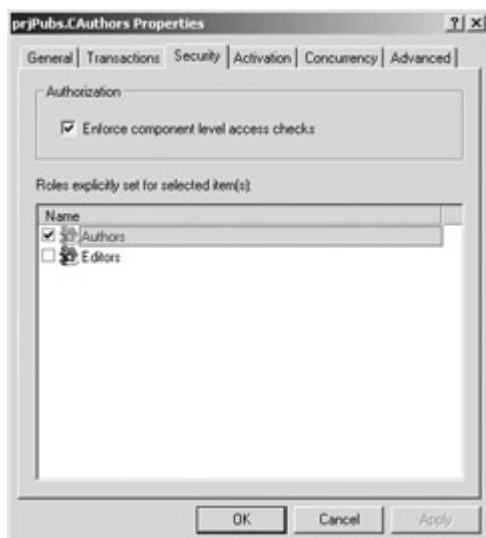 prjPubs.CAuthors Properties
General Transactions Security Activation Concurrency Advanced
Authorization
Enforce component level access checks
Roles explicitly set for selected item(s):
Name
Authors
Editors
OK Cancel Apply